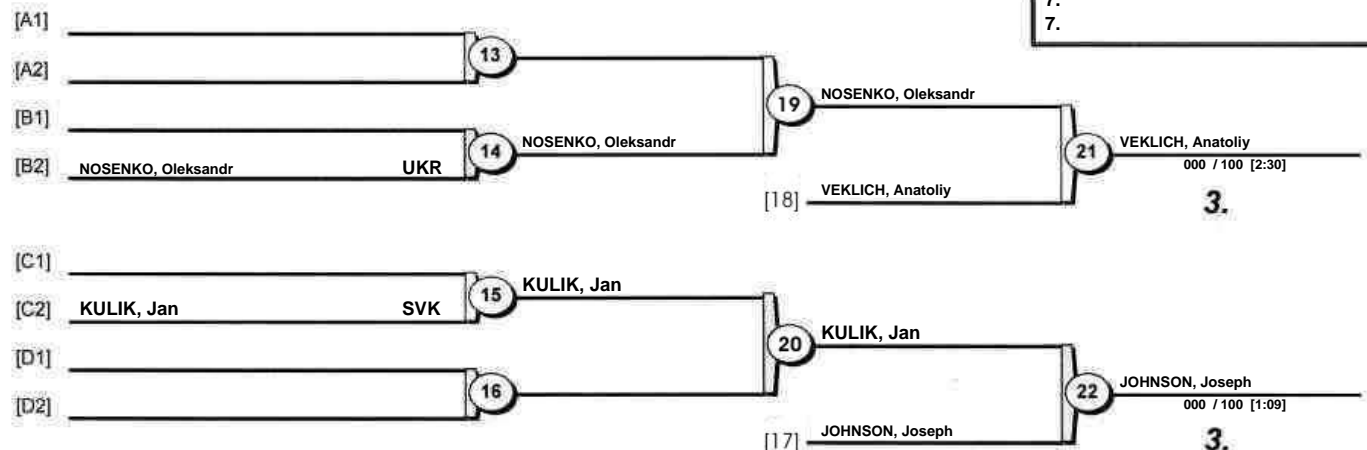 7.
7.
[A1]
13
[A2]
19 NOSENKO, Oleksandr
[B1]
14 NOSENKO, Oleksandr
21 VEKLICH, Anatoliy
000 / 100 [2:30]
[B2] NOSENKO, Oleksandr UKR
[18] VEKLICH, Anatoliy
3.
[C1]
15 KULIK, Jan
[C2] KULIK, Jan SVK
20 KULIK, Jan
[D1]
16
22 JOHNSON, Joseph
000 / 100 [1:09]
[D2]
[17] JOHNSON, Joseph
3.